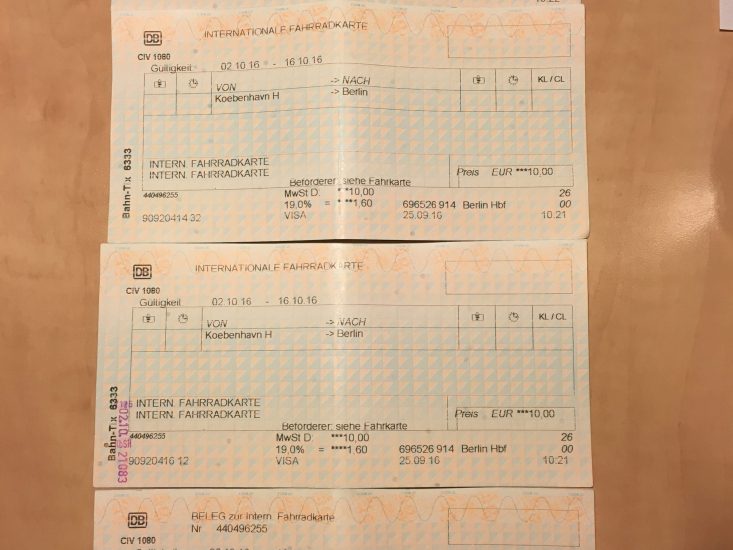 10:22
DB
INTERNATIONALE FAHRRADKARTE
CIV 1080
Gültigkeit 02.10.16 - 16.10.16
VON -> NACH KL / CL
Koebenhavn H -> Berlin
INTERN. FAHRRADKARTE
INTERN. FAHRRADKARTE
Preis EUR ***10,00
Beförderer: siehe Fahrkarte
440496255 MwSt D: ***10,00 26
19,0% = ****1,60 696526 914 Berlin Hbf 00
90920414 32 VISA 25.09.16 10:21
Bahn-Tix 6333
DB
INTERNATIONALE FAHRRADKARTE
CIV 1080
Gültigkeit 02.10.16 - 16.10.16
VON -> NACH KL / CL
Koebenhavn H -> Berlin
INTERN. FAHRRADKARTE
INTERN. FAHRRADKARTE
Preis EUR ***10,00
Beförderer: siehe Fahrkarte
440496255 MwSt D: ***10,00 26
19,0% = ****1,60 696526 914 Berlin Hbf 00
90920416 12 VISA 25.09.16 10:21
Bahn-Tix 6333
02.10. 21083
DB
BELEG zur Intern. Fahrradkarte
Nr 440496255
CIV 1080